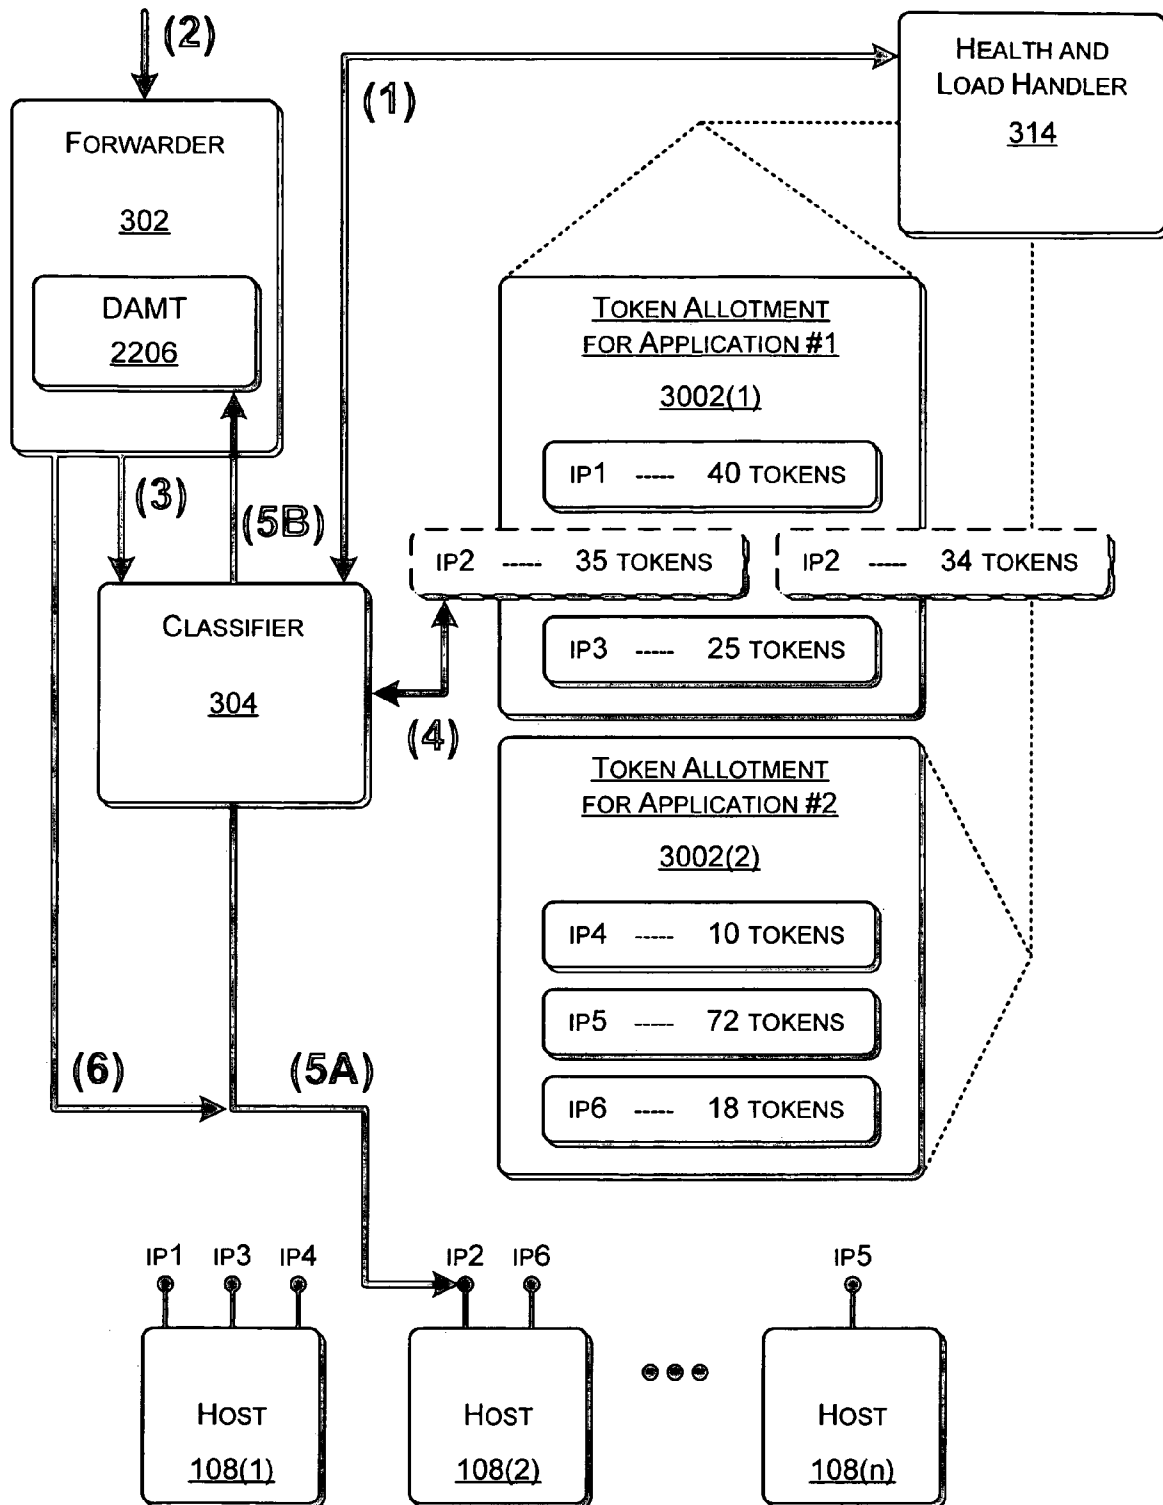 (2)
FORWARDER
302
DAMT
2206
(1)
HEALTH AND
LOAD HANDLER
314
TOKEN ALLOTMENT
FOR APPLICATION #1
3002(1)
IP1 ----- 40 TOKENS
IP2 ----- 35 TOKENS
IP2 ----- 34 TOKENS
IP3 ----- 25 TOKENS
(3)
(5B)
CLASSIFIER
304
(4)
TOKEN ALLOTMENT
FOR APPLICATION #2
3002(2)
IP4 ----- 10 TOKENS
IP5 ----- 72 TOKENS
IP6 ----- 18 TOKENS
(6)
(5A)
IP1 IP3 IP4
IP2 IP6
IP5
HOST
108(1)
HOST
108(2)
HOST
108(n)